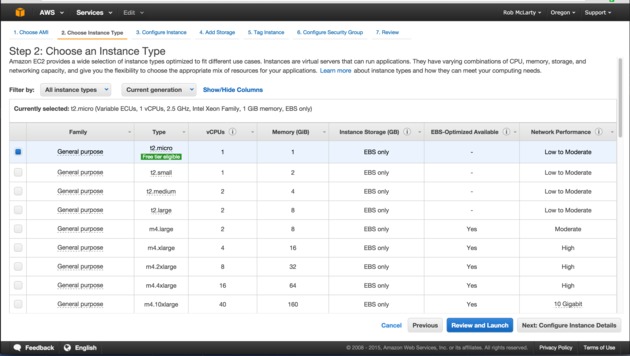 AWS Services Edit Rob McLarty Oregon Support
1. Choose AMI 2. Choose Instance Type 3. Configure Instance 4. Add Storage 5. Tag Instance 6. Configure Security Group 7. Review
Step 2: Choose an Instance Type
Amazon EC2 provides a wide selection of instance types optimized to fit different use cases. Instances are virtual servers that can run applications. They have varying combinations of CPU, memory, storage, and
networking capacity, and give you the flexibility to choose the appropriate mix of resources for your applications. Learn more about instance types and how they can meet your computing needs.
Filter by: All instance types Current generation Show/Hide Columns
Currently selected: t2.micro (Variable ECUs, 1 vCPUs, 2.5 GHz, Intel Xeon Family, 1 GiB memory, EBS only)
Family Type vCPUs Memory (GiB) Instance Storage (GB) EBS-Optimized Available Network Performance
General purpose t2.micro 1 1 EBS only - Low to Moderate
Free tier eligible
General purpose t2.small 1 2 EBS only - Low to Moderate
General purpose t2.medium 2 4 EBS only - Low to Moderate
General purpose t2.large 2 8 EBS only - Low to Moderate
General purpose m4.large 2 8 EBS only Yes Moderate
General purpose m4.xlarge 4 16 EBS only Yes High
General purpose m4.2xlarge 8 32 EBS only Yes High
General purpose m4.4xlarge 16 64 EBS only Yes High
General purpose m4.10xlarge 40 160 EBS only Yes 10 Gigabit
Cancel Previous Review and Launch Next: Configure Instance Details
Feedback English © 2008 - 2015, Amazon Web Services, Inc. or its affiliates. All rights reserved. Privacy Policy Terms of Use